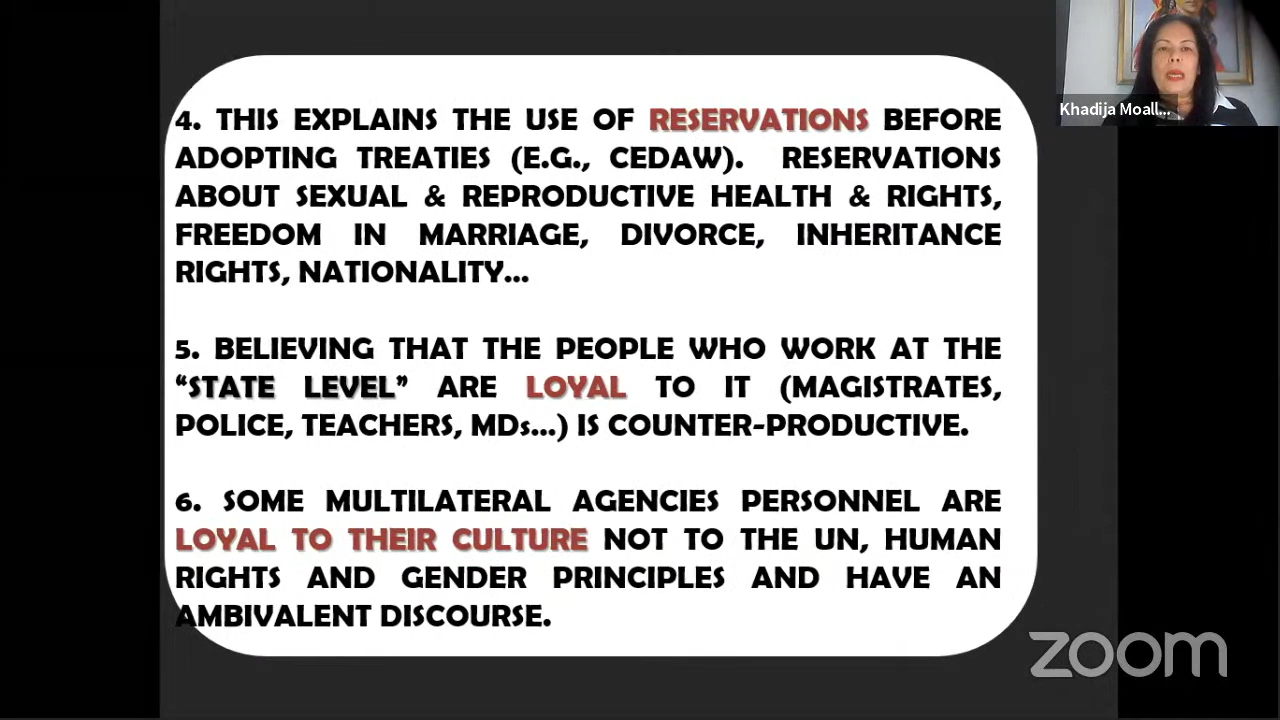 4. THIS EXPLAINS THE USE OF RESERVATIONS BEFORE
ADOPTING TREATIES (E.G., CEDAW). RESERVATIONS
ABOUT SEXUAL & REPRODUCTIVE HEALTH & RIGHTS,
FREEDOM IN MARRIAGE, DIVORCE, INHERITANCE
RIGHTS, NATIONALITY...
5. BELIEVING THAT THE PEOPLE WHO WORK AT THE
“STATE LEVEL” ARE LOYAL TO IT (MAGISTRATES,
POLICE, TEACHERS, MDs...) IS COUNTER-PRODUCTIVE.
6. SOME MULTILATERAL AGENCIES PERSONNEL ARE
LOYAL TO THEIR CULTURE NOT TO THE UN, HUMAN
RIGHTS AND GENDER PRINCIPLES AND HAVE AN
AMBIVALENT DISCOURSE.
Khadija Moall...
zoom